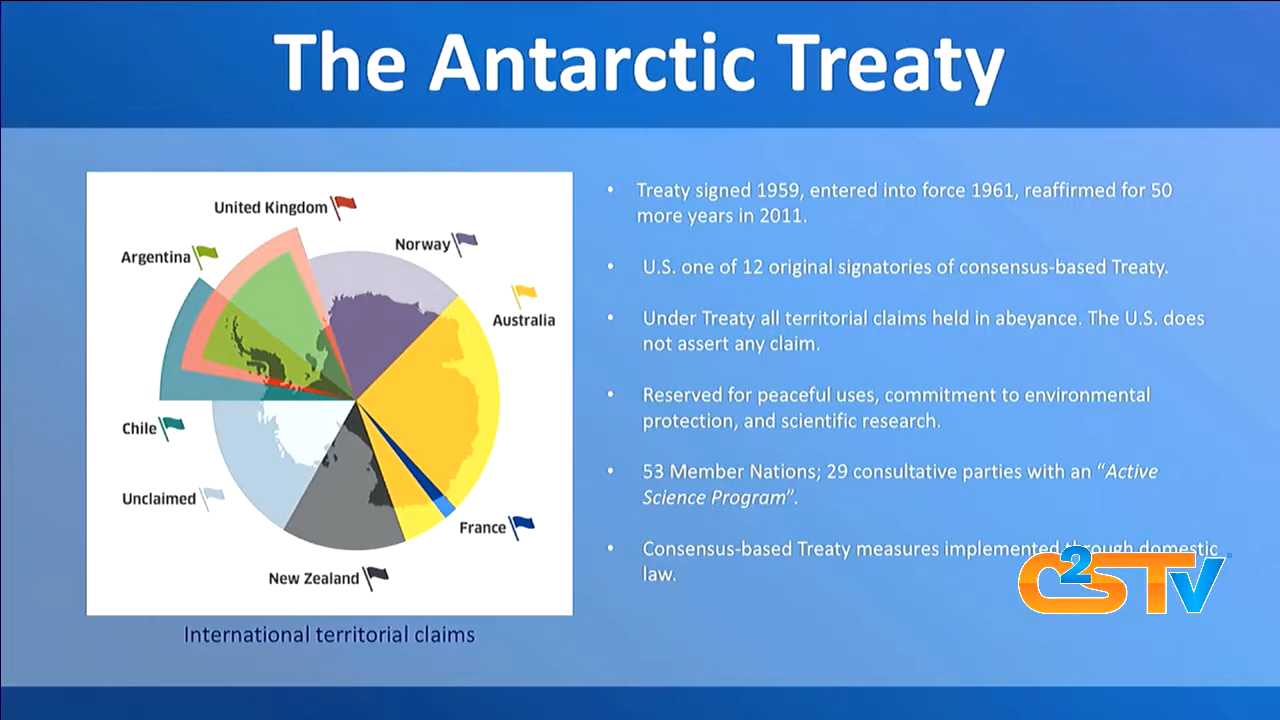 The Antarctic Treaty
United Kingdom
Argentina
Norway
Australia
Chile
Unclaimed
France
New Zealand
International territorial claims
• Treaty signed 1959, entered into force 1961, reaffirmed for 50
more years in 2011.
• U.S. one of 12 original signatories of consensus-based Treaty.
• Under Treaty all territorial claims held in abeyance. The U.S. does
not assert any claim.
• Reserved for peaceful uses, commitment to environmental
protection, and scientific research.
• 53 Member Nations; 29 consultative parties with an “Active
Science Program”.
• Consensus-based Treaty measures implemented through domestic
law.
C2STV®